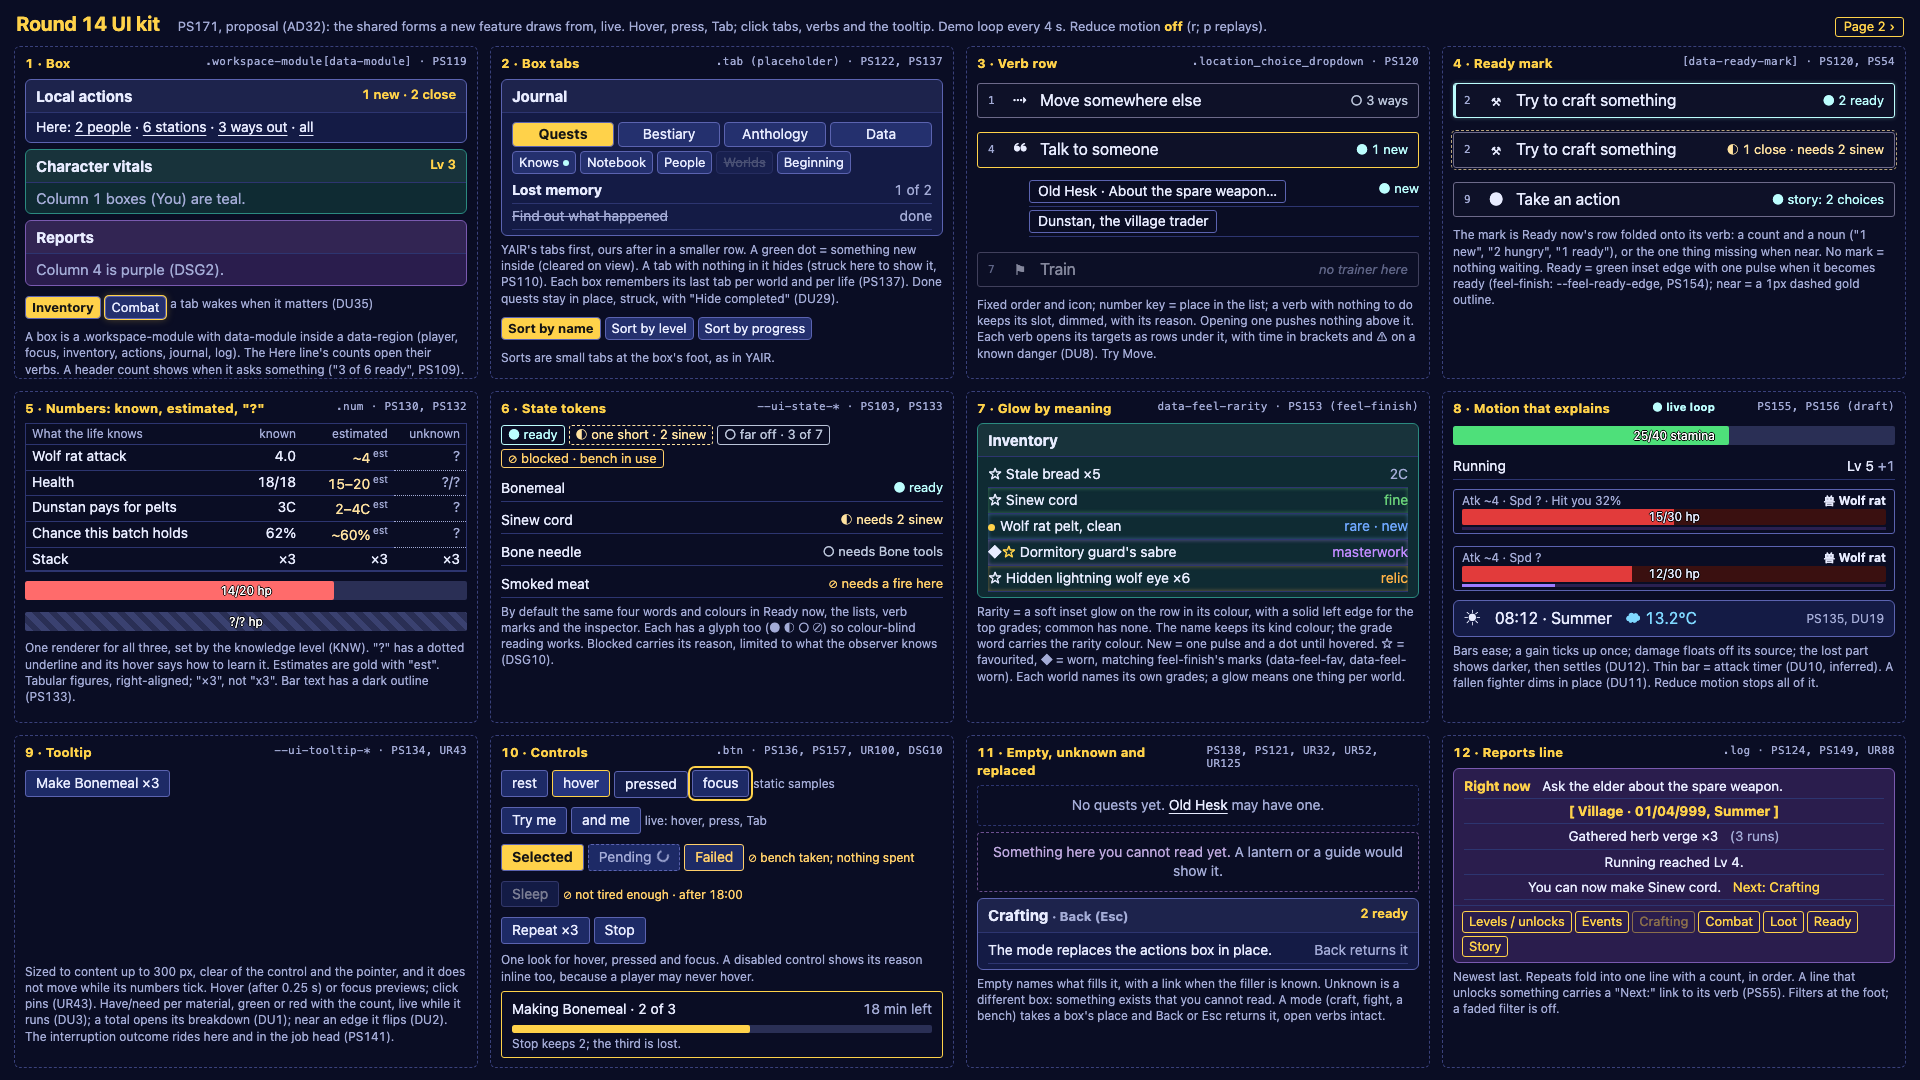 Round 14 UI kit
PS171, proposal (AD32): the shared forms a new feature draws from, live. Hover, press, Tab; click tabs, verbs and the tooltip. Demo loop every 4 s. Reduce motion off (r; p replays).
Page 2 ›
1 · Box
.workspace-module[data-module] · PS119
Local actions
1 new · 2 close
Here: 2 people · 6 stations · 3 ways out · all
Character vitals
Lv 3
Column 1 boxes (You) are teal.
Reports
Column 4 is purple (DSG2).
Inventory
Combat
a tab wakes when it matters (DU35)
A box is a .workspace-module with data-module inside a data-region (player,
focus, inventory, actions, journal, log). The Here line's counts open their
verbs. A header count shows when it asks something ("3 of 6 ready", PS109).
2 · Box tabs
.tab (placeholder) · PS122, PS137
Journal
Quests
Bestiary
Anthology
Data
Knows
Notebook
People
Worlds
Beginning
Lost memory
1 of 2
Find out what happened
done
YAIR's tabs first, ours after in a smaller row. A green dot = something new
inside (cleared on view). A tab with nothing in it hides (struck here to show it,
PS110). Each box remembers its last tab per world and per life (PS137). Done
quests stay in place, struck, with "Hide completed" (DU29).
Sort by name
Sort by level
Sort by progress
Sorts are small tabs at the box's foot, as in YAIR.
3 · Verb row
.location_choice_dropdown · PS120
1
Move somewhere else
3 ways
4
Talk to someone
1 new
Old Hesk · About the spare weapon...
new
Dunstan, the village trader
7
Train
no trainer here
Fixed order and icon; number key = place in the list; a verb with nothing to do
keeps its slot, dimmed, with its reason. Opening one pushes nothing above it.
Each verb opens its targets as rows under it, with time in brackets and ⚠ on a
known danger (DU8). Try Move.
4 · Ready mark
[data-ready-mark] · PS120, PS54
2
Try to craft something
2 ready
2
Try to craft something
1 close · needs 2 sinew
9
Take an action
story: 2 choices
The mark is Ready now's row folded onto its verb: a count and a noun ("1
new", "2 hungry", "1 ready"), or the one thing missing when near. No mark =
nothing waiting. Ready = green inset edge with one pulse when it becomes
ready (feel-finish: --feel-ready-edge, PS154); near = a 1px dashed gold
outline.
5 · Numbers: known, estimated, "?"
.num · PS130, PS132
What the life knows
known
estimated
unknown
Wolf rat attack
4.0
~4 est
?
Health
18/18
15–20 est
?/?
Dunstan pays for pelts
3C
2–4C est
?
Chance this batch holds
62%
~60% est
?
Stack
×3
×3
×3
14/20 hp
?/? hp
One renderer for all three, set by the knowledge level (KNW). "?" has a dotted
underline and its hover says how to learn it. Estimates are gold with "est".
Tabular figures, right-aligned; "×3", not "x3". Bar text has a dark outline
(PS133).
6 · State tokens
--ui-state-* · PS103, PS133
ready
one short · 2 sinew
far off · 3 of 7
⊘ blocked · bench in use
Bonemeal
ready
Sinew cord
needs 2 sinew
Bone needle
needs Bone tools
Smoked meat
⊘ needs a fire here
By default the same four words and colours in Ready now, the lists, verb
marks and the inspector. Each has a glyph too (● ◐ ○ ⊘) so colour-blind
reading works. Blocked carries its reason, limited to what the observer knows
(DSG10).
7 · Glow by meaning
data-feel-rarity · PS153 (feel-finish)
Inventory
☆ Stale bread ×5
2C
☆ Sinew cord
fine
Wolf rat pelt, clean
rare · new
◆☆ Dormitory guard's sabre
masterwork
☆ Hidden lightning wolf eye ×6
relic
Rarity = a soft inset glow on the row in its colour, with a solid left edge for the
top grades; common has none. The name keeps its kind colour; the grade
word carries the rarity colour. New = one pulse and a dot until hovered. ☆ =
favourited, ◆ = worn, matching feel-finish's marks (data-feel-fav, data-feel-
worn). Each world names its own grades; a glow means one thing per world.
8 · Motion that explains
live loop
PS155, PS156 (draft)
25/40 stamina
Running
Lv 5 +1
Atk ~4 · Spd ? · Hit you 32%
Wolf rat
15/30 hp
Atk ~4 · Spd ?
Wolf rat
12/30 hp
08:12 · Summer
13.2°C
PS135, DU19
Bars ease; a gain ticks up once; damage floats off its source; the lost part
shows darker, then settles (DU12). Thin bar = attack timer (DU10, inferred). A
fallen fighter dims in place (DU11). Reduce motion stops all of it.
9 · Tooltip
--ui-tooltip-* · PS134, UR43
Make Bonemeal ×3
Sized to content up to 300 px, clear of the control and the pointer, and it does
not move while its numbers tick. Hover (after 0.25 s) or focus previews; click
pins (UR43). Have/need per material, green or red with the count, live while it
runs (DU3); a total opens its breakdown (DU1); near an edge it flips (DU2).
The interruption outcome rides here and in the job head (PS141).
10 · Controls
.btn · PS136, PS157, UR100, DSG10
rest
hover
pressed
focus
static samples
Try me
and me
live: hover, press, Tab
Selected
Pending
Failed
⊘ bench taken; nothing spent
Sleep
⊘ not tired enough · after 18:00
Repeat ×3
Stop
One look for hover, pressed and focus. A disabled control shows its reason
inline too, because a player may never hover.
Making Bonemeal · 2 of 3
18 min left
Stop keeps 2; the third is lost.
11 · Empty, unknown and
replaced
PS138, PS121, UR32, UR52,
UR125
No quests yet. Old Hesk may have one.
Something here you cannot read yet. A lantern or a guide would
show it.
Crafting · Back (Esc)
2 ready
The mode replaces the actions box in place.
Back returns it
Empty names what fills it, with a link when the filler is known. Unknown is a
different box: something exists that you cannot read. A mode (craft, fight, a
bench) takes a box's place and Back or Esc returns it, open verbs intact.
12 · Reports line
.log · PS124, PS149, UR88
Right now Ask the elder about the spare weapon.
[ Village · 01/04/999, Summer ]
Gathered herb verge ×3 (3 runs)
Running reached Lv 4.
You can now make Sinew cord. Next: Crafting
Levels / unlocks
Events
Crafting
Combat
Loot
Ready
Story
Newest last. Repeats fold into one line with a count, in order. A line that
unlocks something carries a "Next:" link to its verb (PS55). Filters at the foot;
a faded filter is off.